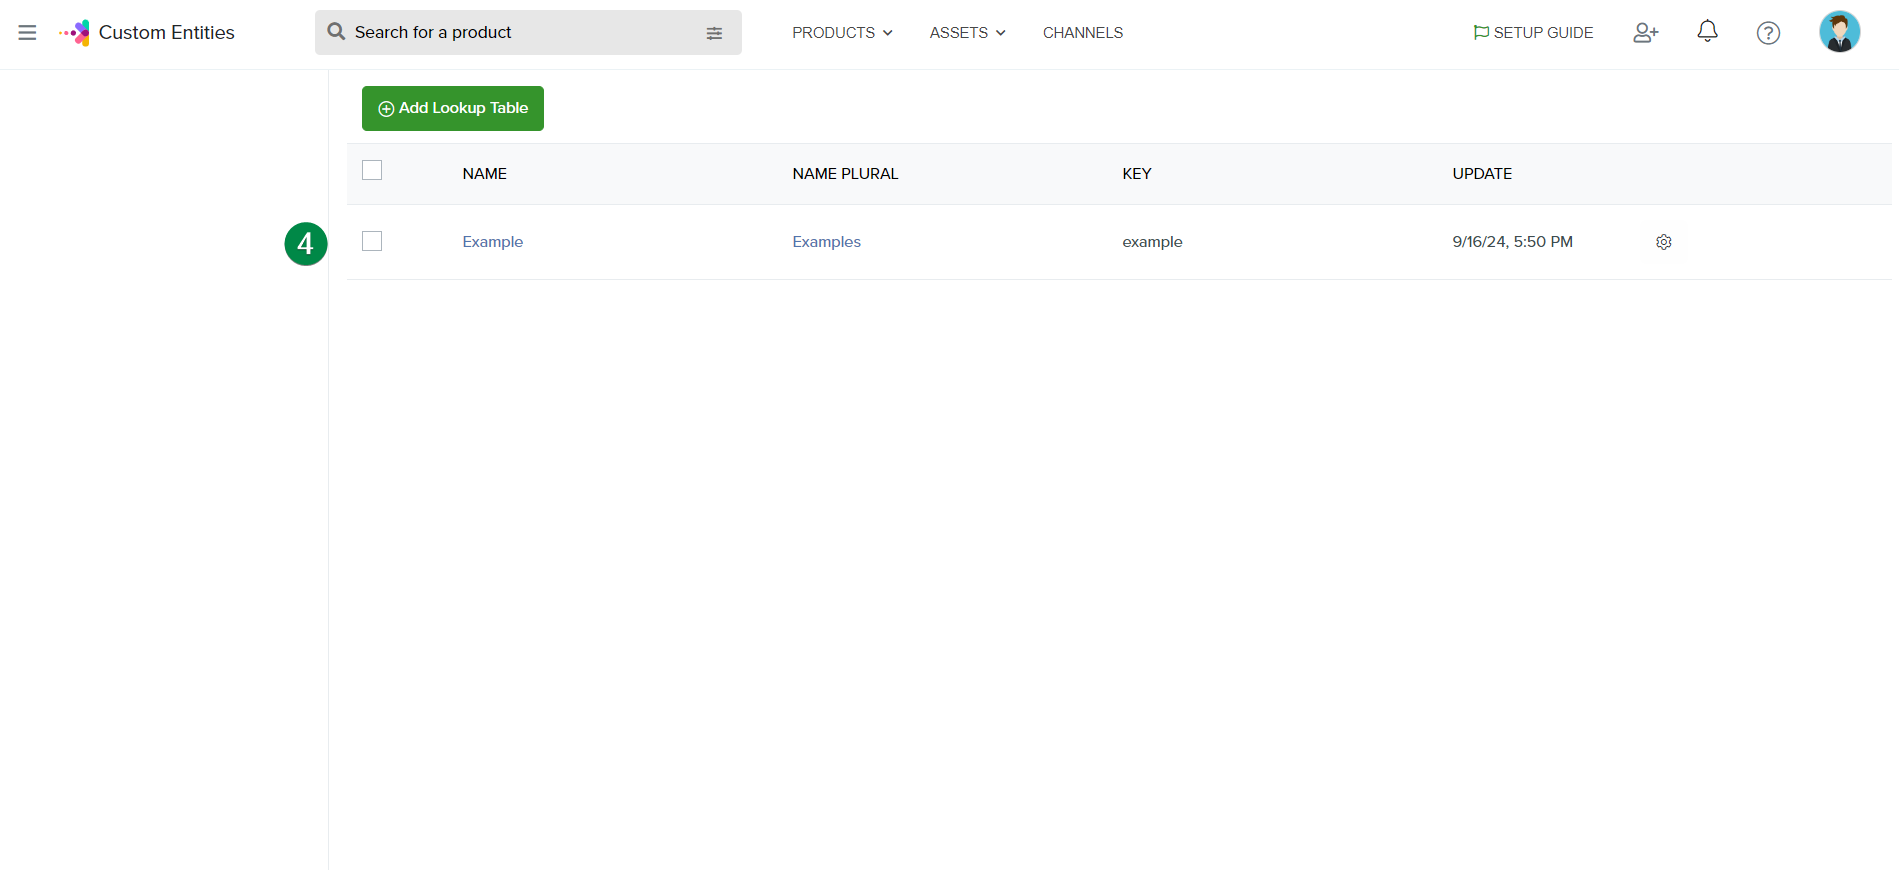 Custom Entities
Search for a product
PRODUCTS
ASSETS
CHANNELS
SETUP GUIDE
?
Add Lookup Table
NAME NAME PLURAL KEY UPDATE
4 Example Examples example 9/16/24, 5:50 PM